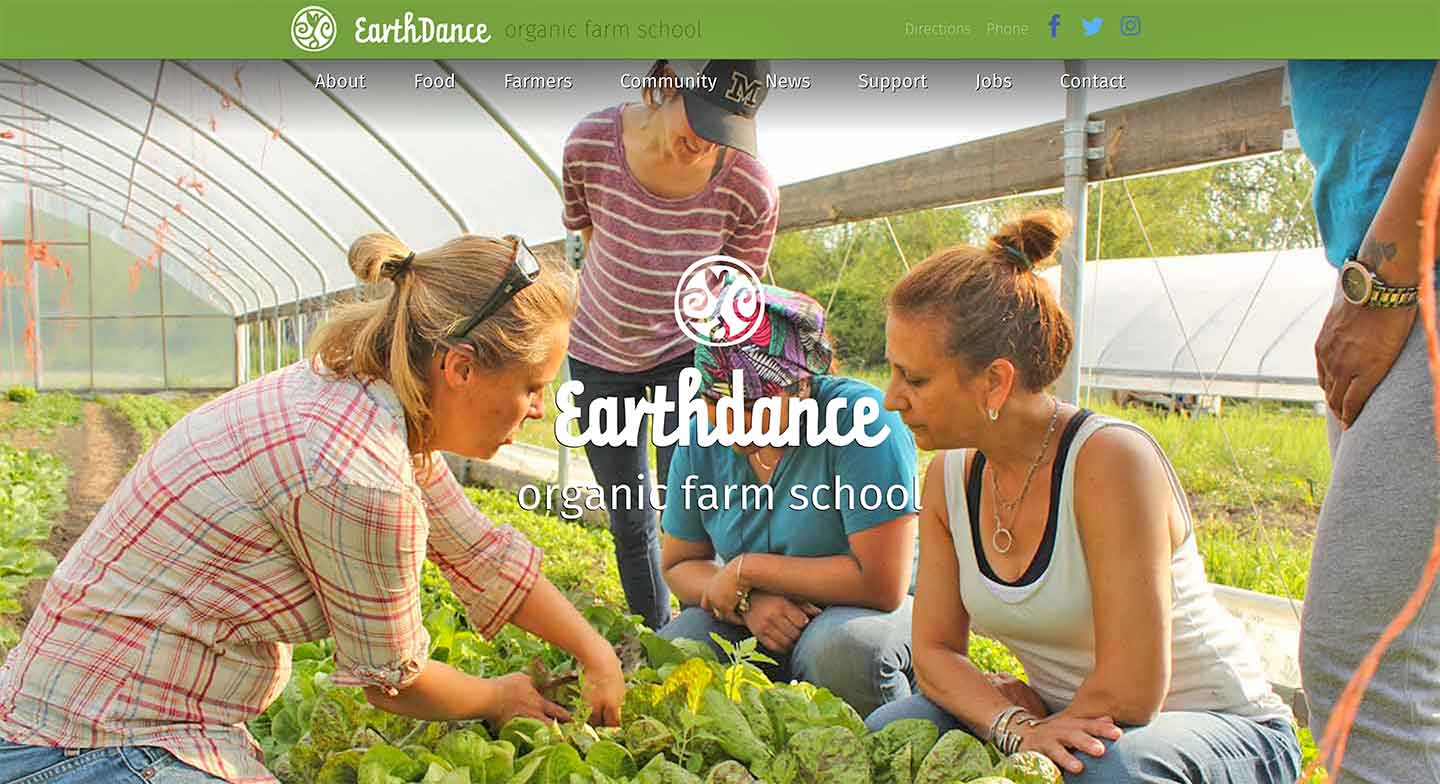 EarthDance organic farm school Directions Phone
About Food Farmers Community News Support Jobs Contact
M
Earthdance
organic farm school